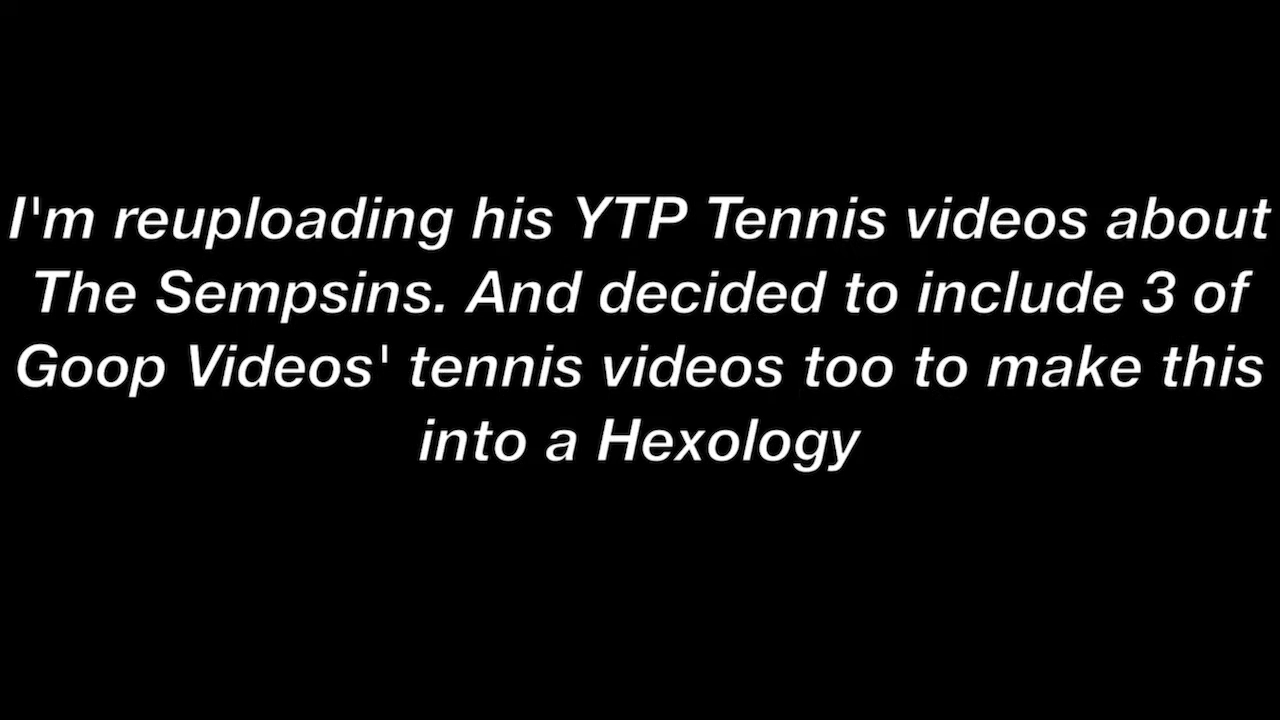 I'm reuploading his YTP Tennis videos about
The Sempsins. And decided to include 3 of
Goop Videos' tennis videos too to make this
into a Hexology